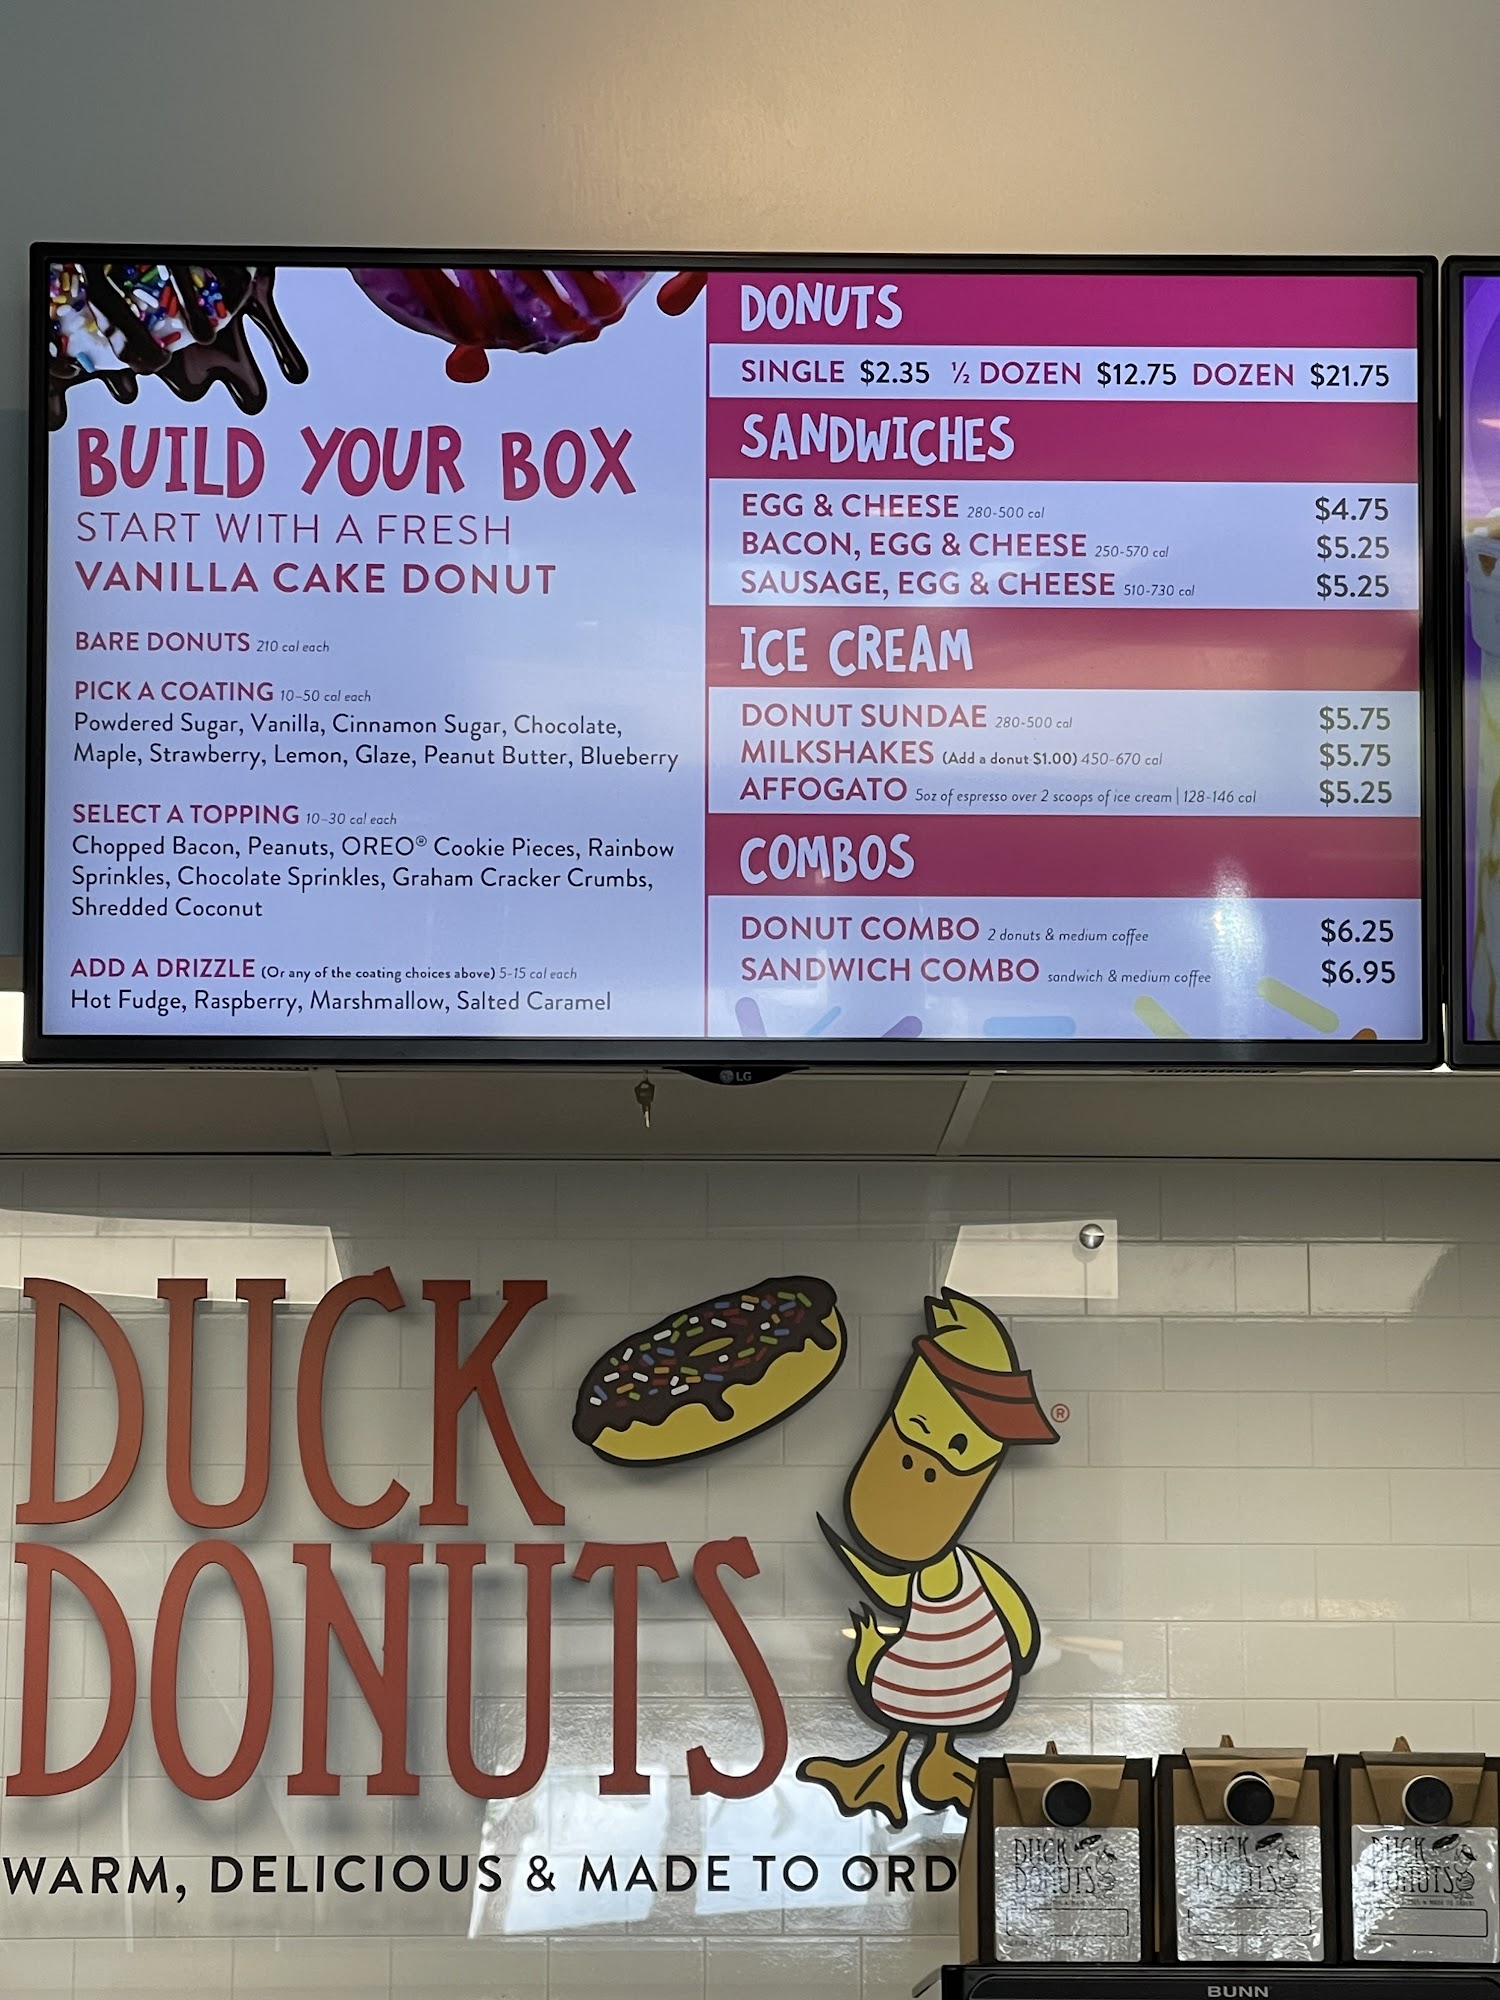 BUILD YOUR BOX
START WITH A FRESH
VANILLA CAKE DONUT
BARE DONUTS 210 cal each
PICK A COATING 10-50 cal each
Powdered Sugar, Vanilla, Cinnamon Sugar, Chocolate,
Maple, Strawberry, Lemon, Glaze, Peanut Butter, Blueberry
SELECT A TOPPING 10-30 cal each
Chopped Bacon, Peanuts, OREO® Cookie Pieces, Rainbow
Sprinkles, Chocolate Sprinkles, Graham Cracker Crumbs,
Shredded Coconut
ADD A DRIZZLE (Or any of the coating choices above) 5-15 cal each
Hot Fudge, Raspberry, Marshmallow, Salted Caramel
DONUTS
SINGLE $2.35 ½ DOZEN $12.75 DOZEN $21.75
SANDWICHES
EGG & CHEESE 280-500 cal $4.75
BACON, EGG & CHEESE 250-570 cal $5.25
SAUSAGE, EGG & CHEESE 510-730 cal $5.25
ICE CREAM
DONUT SUNDAE 280-500 cal $5.75
MILKSHAKES (Add a donut $1.00) 450-670 cal $5.75
AFFOGATO 5oz of espresso over 2 scoops of ice cream | 128-146 cal $5.25
COMBOS
DONUT COMBO 2 donuts & medium coffee $6.25
SANDWICH COMBO sandwich & medium coffee $6.95
LG
DUCK
DONUTS
®
WARM, DELICIOUS & MADE TO ORD
DUCK
DONUTS
DUCK
DONUTS
DUCK
DONUTS
BUNN